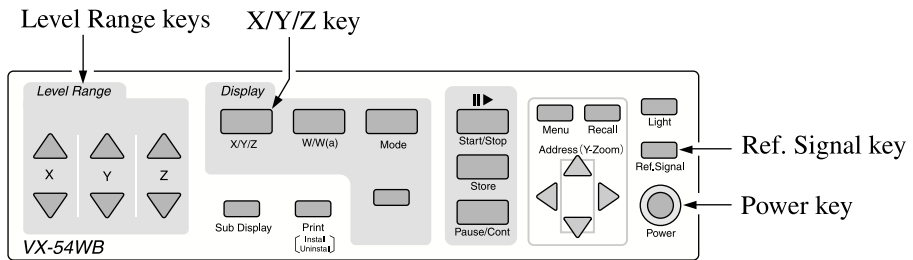 Level Range keys
X/Y/Z key
Level Range
Display
X
Y
Z
X/Y/Z
W/W(a)
Mode
Sub Display
Print
Install
Uninstall
Start/Stop
Store
Pause/Cont
Menu
Recall
Address(Y-Zoom)
Light
Ref.Signal
Power
Ref. Signal key
Power key
VX-54WB